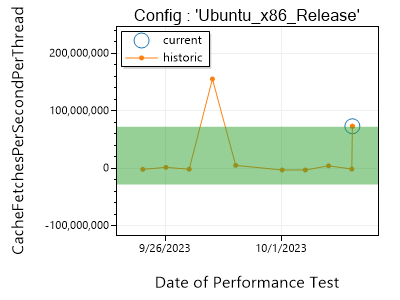 Config : 'Ubuntu_x86_Release'
current
historic
CacheFetchesPerSecondPerThread
200,000,000
100,000,000
0
-100,000,000
9/26/2023
10/1/2023
Date of Performance Test